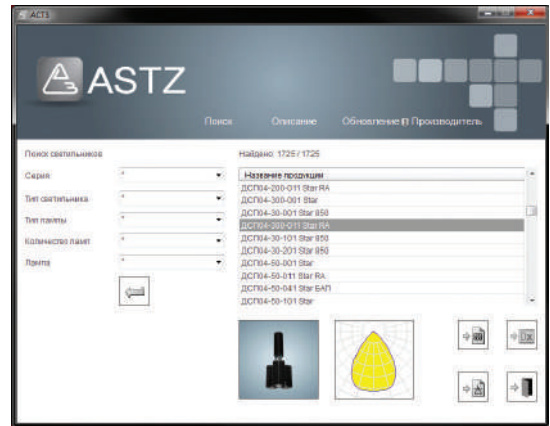 АСТЗ
ASTZ
Поиск
Описание
Обновление
Производитель
Поиск светильников
Найдено: 1725 / 1725
Серия
*
Название продукции
ДСП04-200-011 Star RA
Тип светильника
*
ДСП04-300-001 Star
ДСП04-30-001 Star 850
Тип лампы
*
ДСП04-200-011 Star RA
ДСП04-30-101 Star 850
Количество ламп
*
ДСП04-30-201 Star 850
ДСП04-50-001 Star
Лампа
*
ДСП04-50-011 Star RA
ДСП04-50-041 Star БАП
ДСП04-50-101 Star